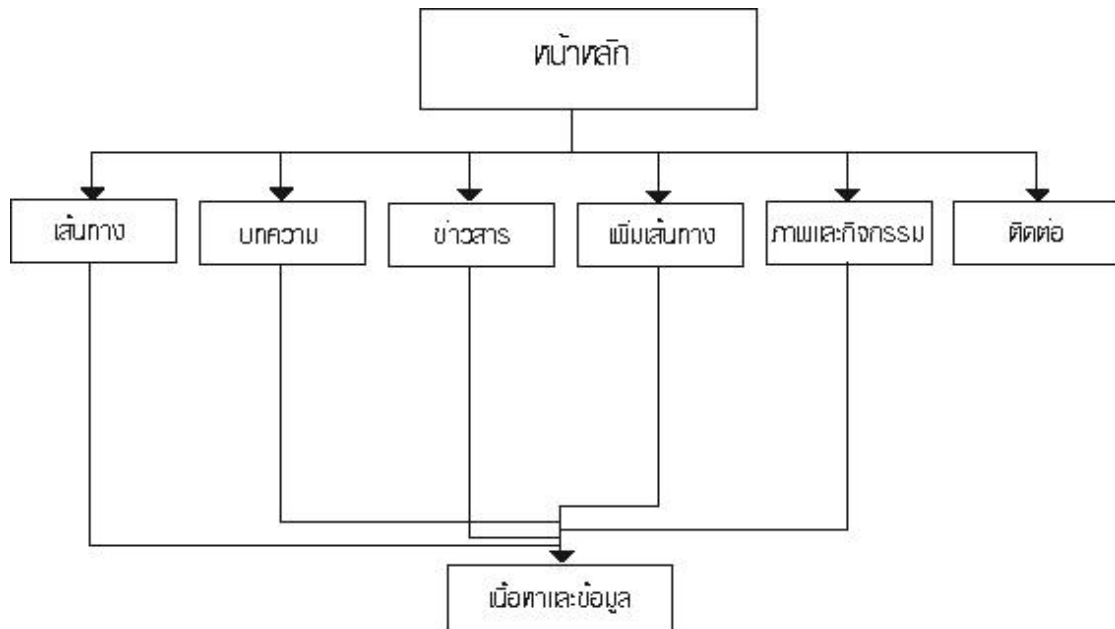 หน้าหลัก
เส้นทาง
บทความ
ข่าวสาร
เพิ่มเส้นทาง
ภาพและกิจกรรม
ติดต่อ
เนื้อหาและข้อมูล